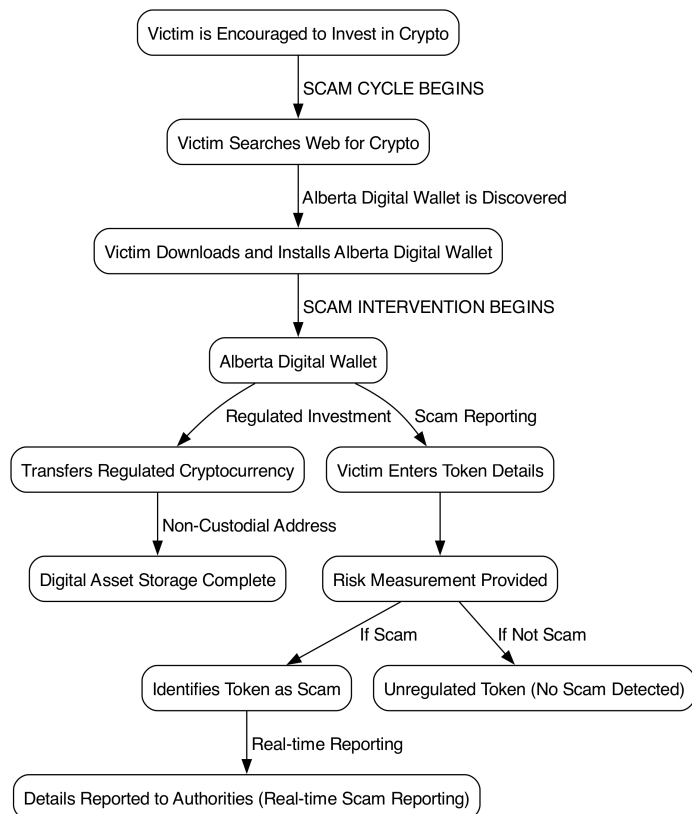 Victim is Encouraged to Invest in Crypto
SCAM CYCLE BEGINS
Victim Searches Web for Crypto
Alberta Digital Wallet is Discovered
Victim Downloads and Installs Alberta Digital Wallet
SCAM INTERVENTION BEGINS
Alberta Digital Wallet
Regulated Investment
Scam Reporting
Transfers Regulated Cryptocurrency
Victim Enters Token Details
Non-Custodial Address
Digital Asset Storage Complete
Risk Measurement Provided
If Scam
If Not Scam
Identifies Token as Scam
Unregulated Token (No Scam Detected)
Real-time Reporting
Details Reported to Authorities (Real-time Scam Reporting)